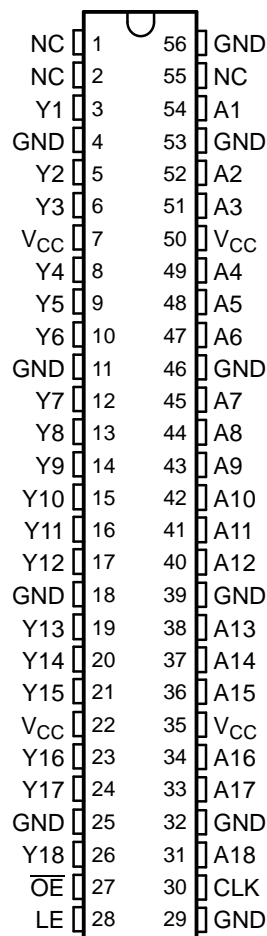 NC 1 56 GND
NC 2 55 NC
Y1 3 54 A1
GND 4 53 GND
Y2 5 52 A2
Y3 6 51 A3
VCC 7 50 VCC
Y4 8 49 A4
Y5 9 48 A5
Y6 10 47 A6
GND 11 46 GND
Y7 12 45 A7
Y8 13 44 A8
Y9 14 43 A9
Y10 15 42 A10
Y11 16 41 A11
Y12 17 40 A12
GND 18 39 GND
Y13 19 38 A13
Y14 20 37 A14
Y15 21 36 A15
VCC 22 35 VCC
Y16 23 34 A16
Y17 24 33 A17
GND 25 32 GND
Y18 26 31 A18
O̅E̅ 27 30 CLK
LE 28 29 GND